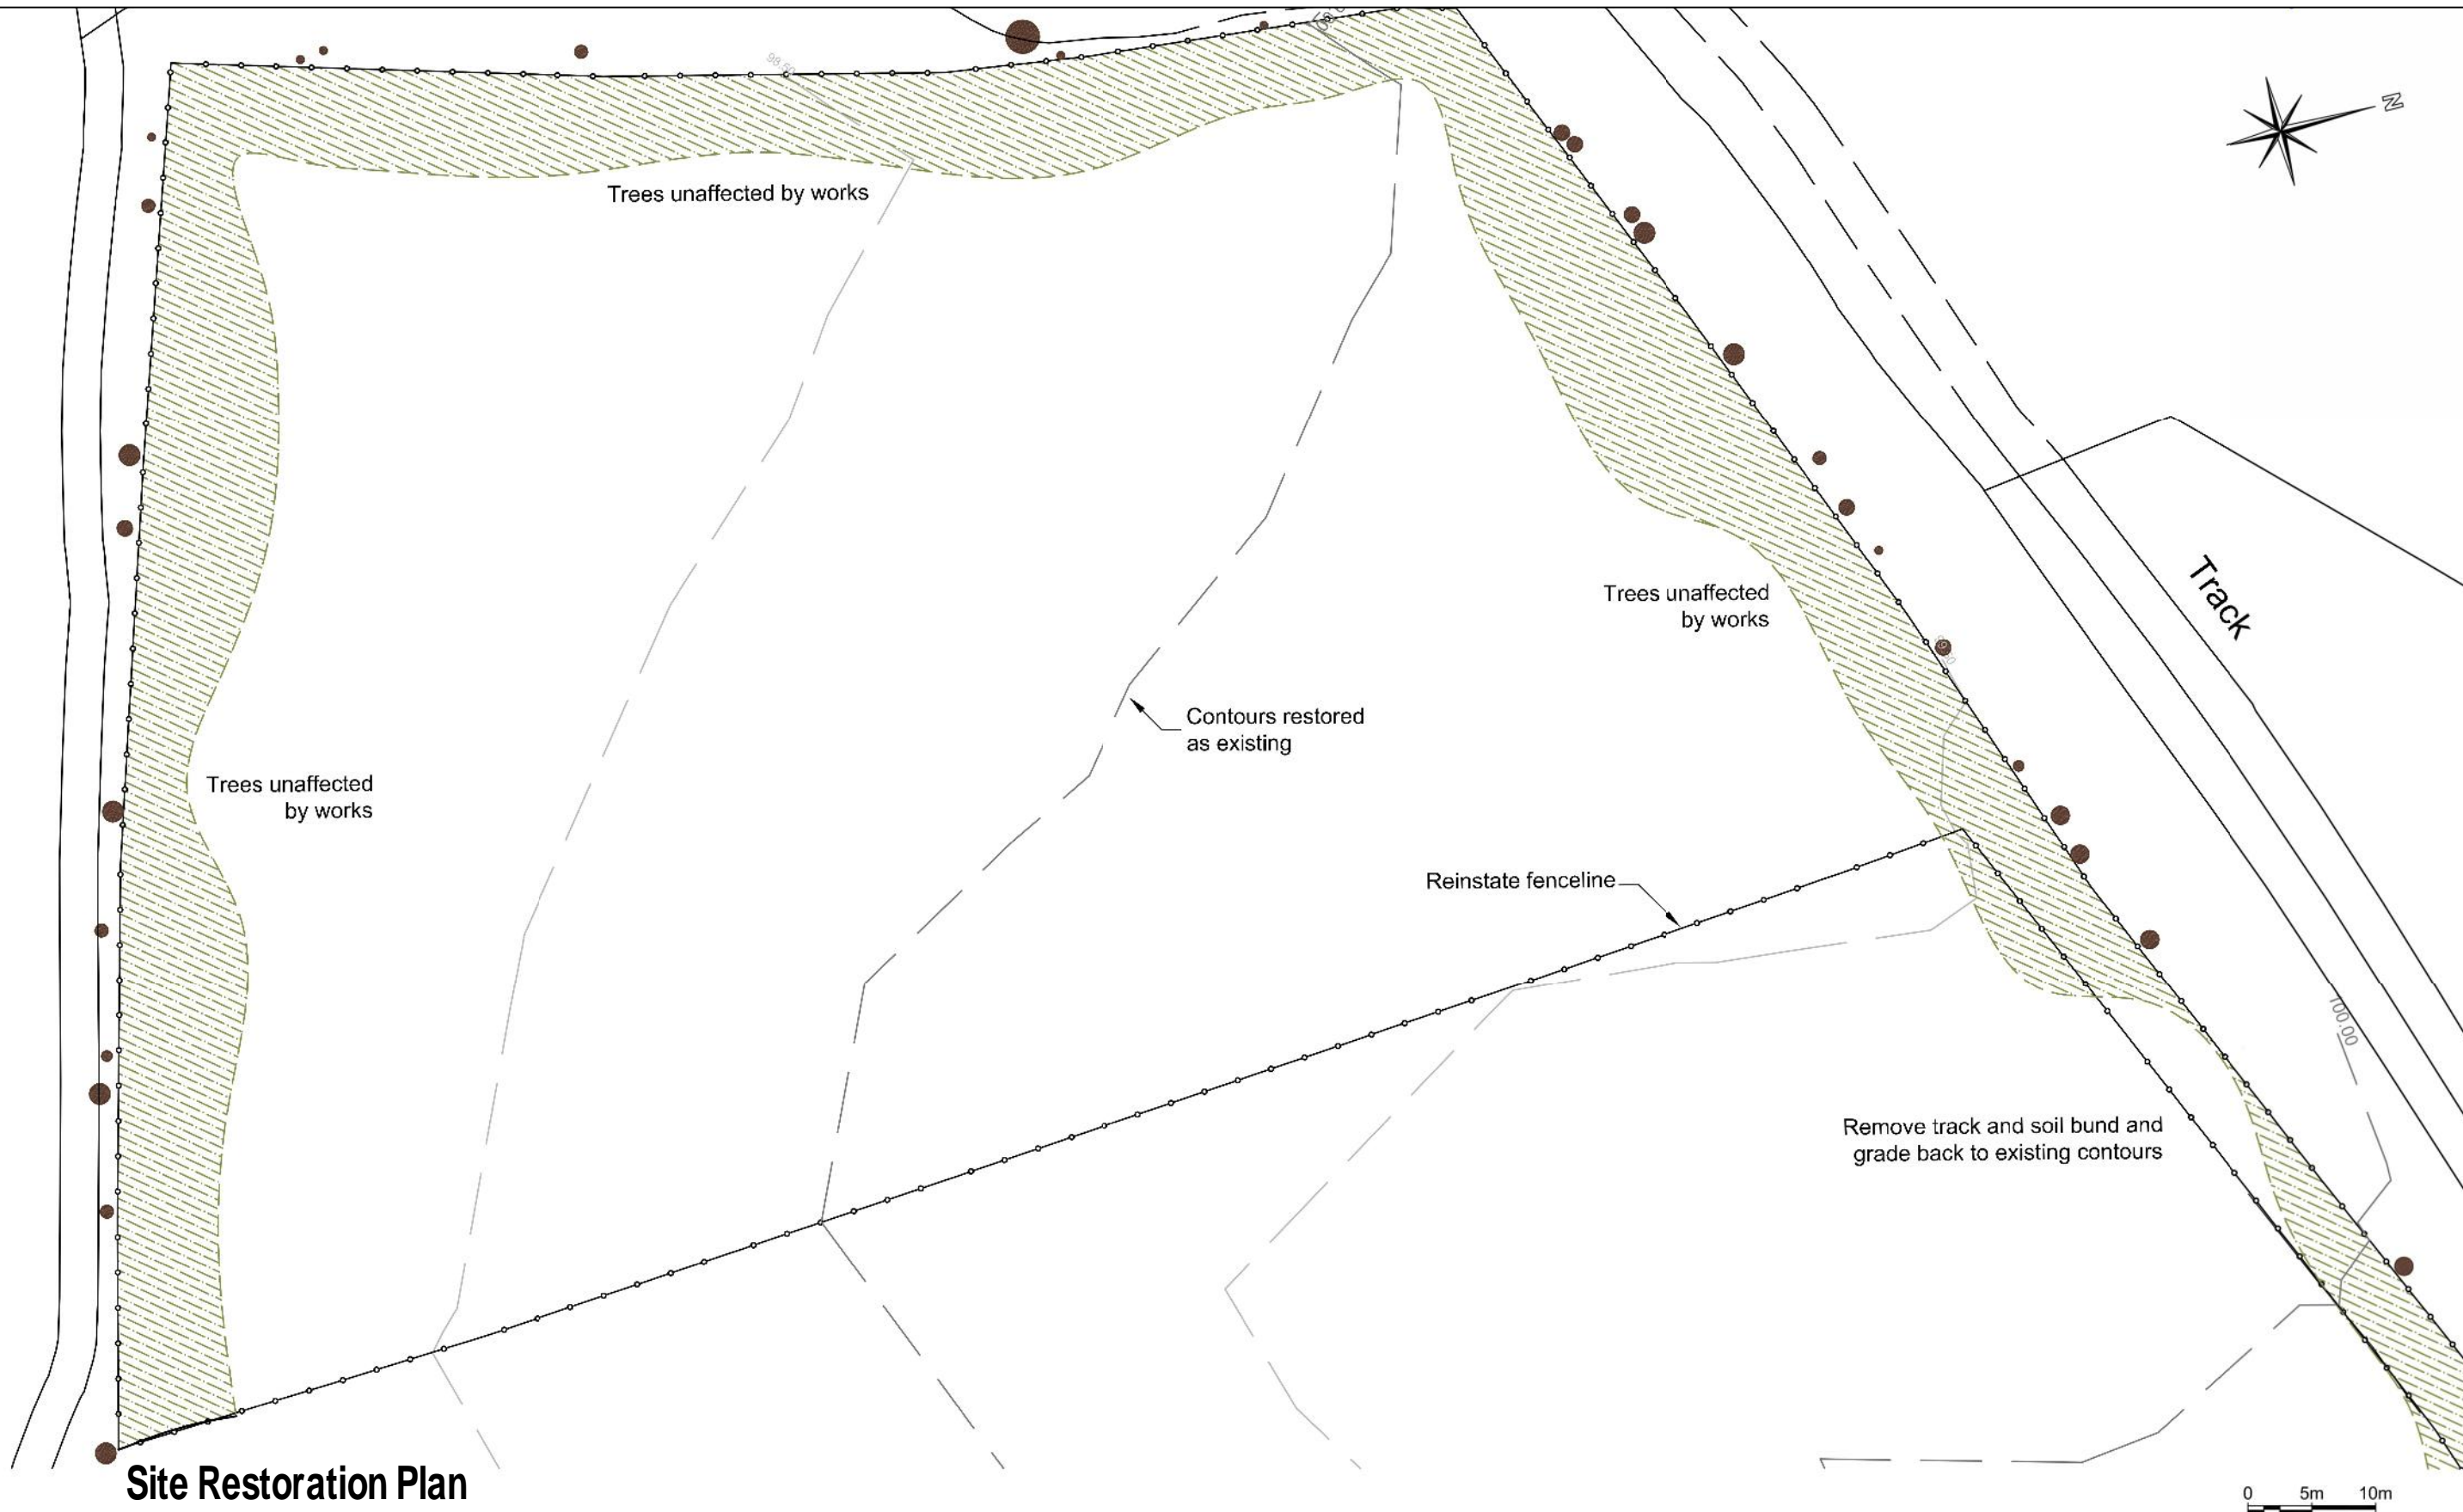 98.50
N
Trees unaffected by works
Track
Trees unaffected
by works
Contours restored
as existing
Trees unaffected
by works
Reinstate fenceline
100.00
Remove track and soil bund and
grade back to existing contours
Site Restoration Plan
0 5m 10m